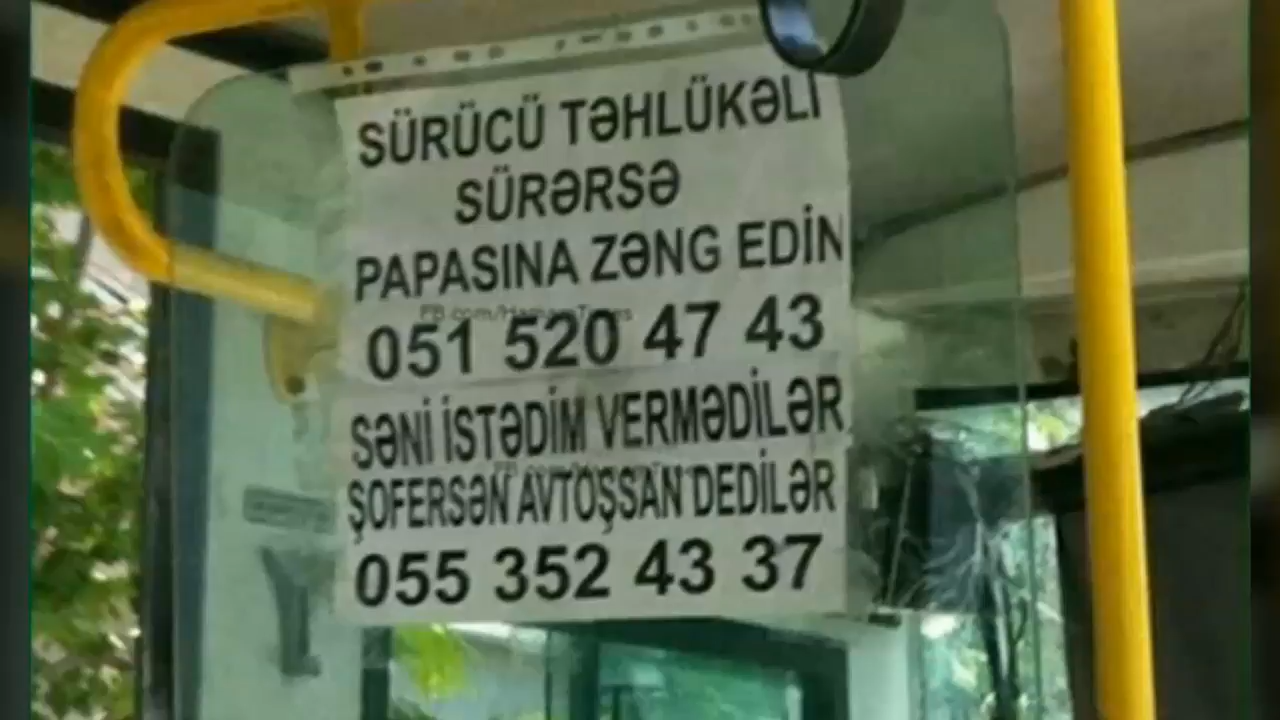 SÜRÜCÜ TƏHLÜKƏLİ
SÜRƏRSƏ
PAPASINA ZƏNG EDİN
051 520 47 43
SƏNİ İSTƏDİM VERMƏDİLƏR
ŞOFERSƏN AVTOŞSAN DEDİLƏR
055 352 43 37